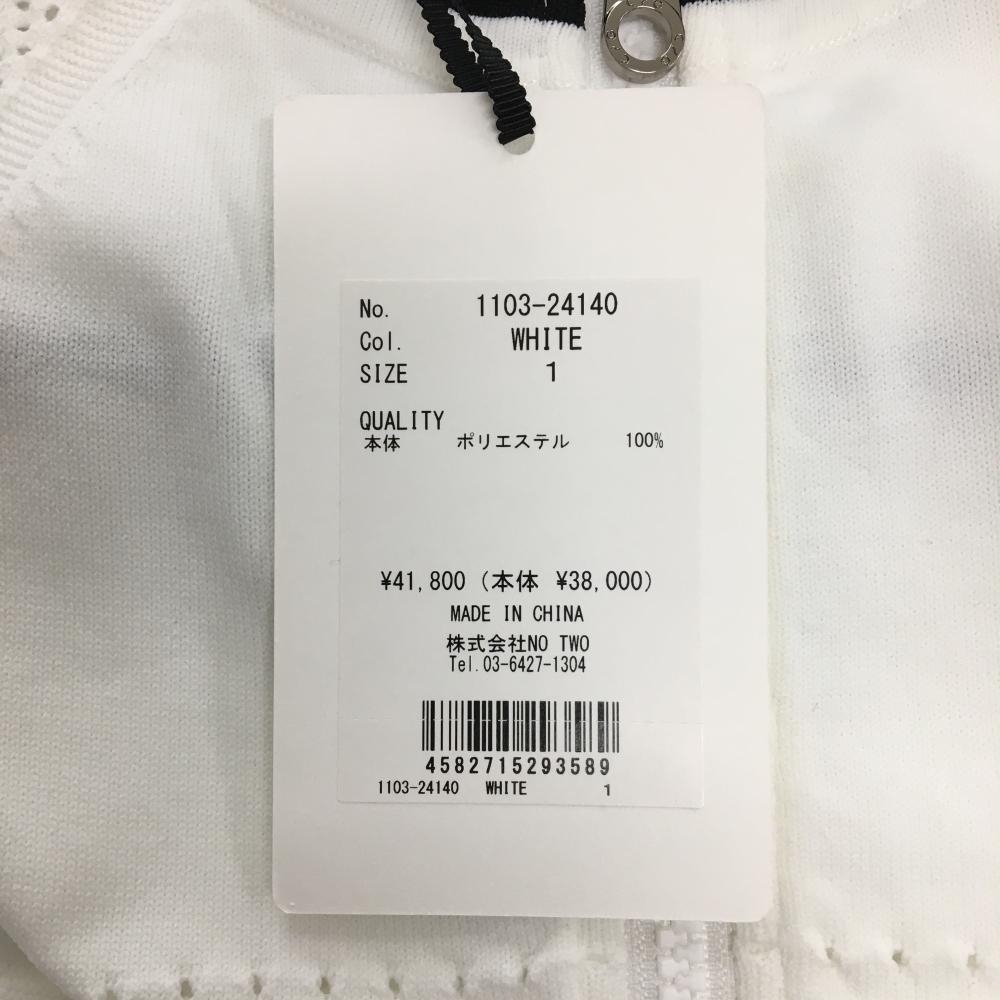 No. 1103-24140
Col. WHITE
SIZE 1
QUALITY
本体 ポリエステル 100%
¥41,800 (本体 ¥38,000)
MADE IN CHINA
株式会社NO TWO
Tel.03-6427-1304
4582715293589
1103-24140 WHITE 1